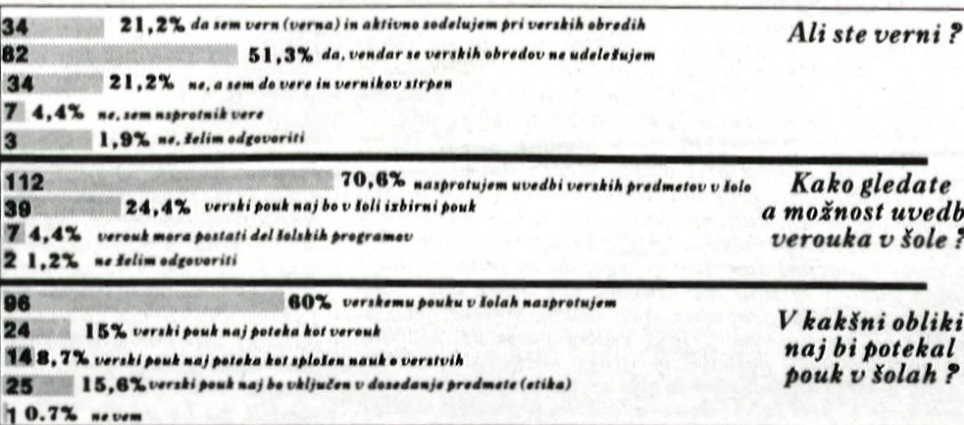 Ali ste verni ?
34 21,2% da sem vern (verna) in aktivno sodelujem pri verskih obredih
82 51,3% da, vendar se verskih obredov ne udeležujem
34 21,2% ne, a sem do vere in vernikov strpen
7 4,4% ne, sem nsprotnik vere
3 1,9% ne, želim odgovoriti
Kako gledate
a možnost uvedb
verouka v šole ?
112 70,6% nasprotujem uvedbi verskih predmetov v šolo
39 24,4% verski pouk naj bo v šoli izbirni pouk
7 4,4% verouk mora postati del šolskih programov
2 1,2% ne želim odgovoriti
V kakšni obliki
naj bi potekal
pouk v šolah ?
96 60% verskemu pouku v šolah nasprotujem
24 15% verski pouk naj poteka kot verouk
14 8,7% verski pouk naj poteka kot splošen nauk o verstvih
25 15,6% verski pouk naj bo vključen v dosedanje predmete (etika)
1 0.7% ne vem